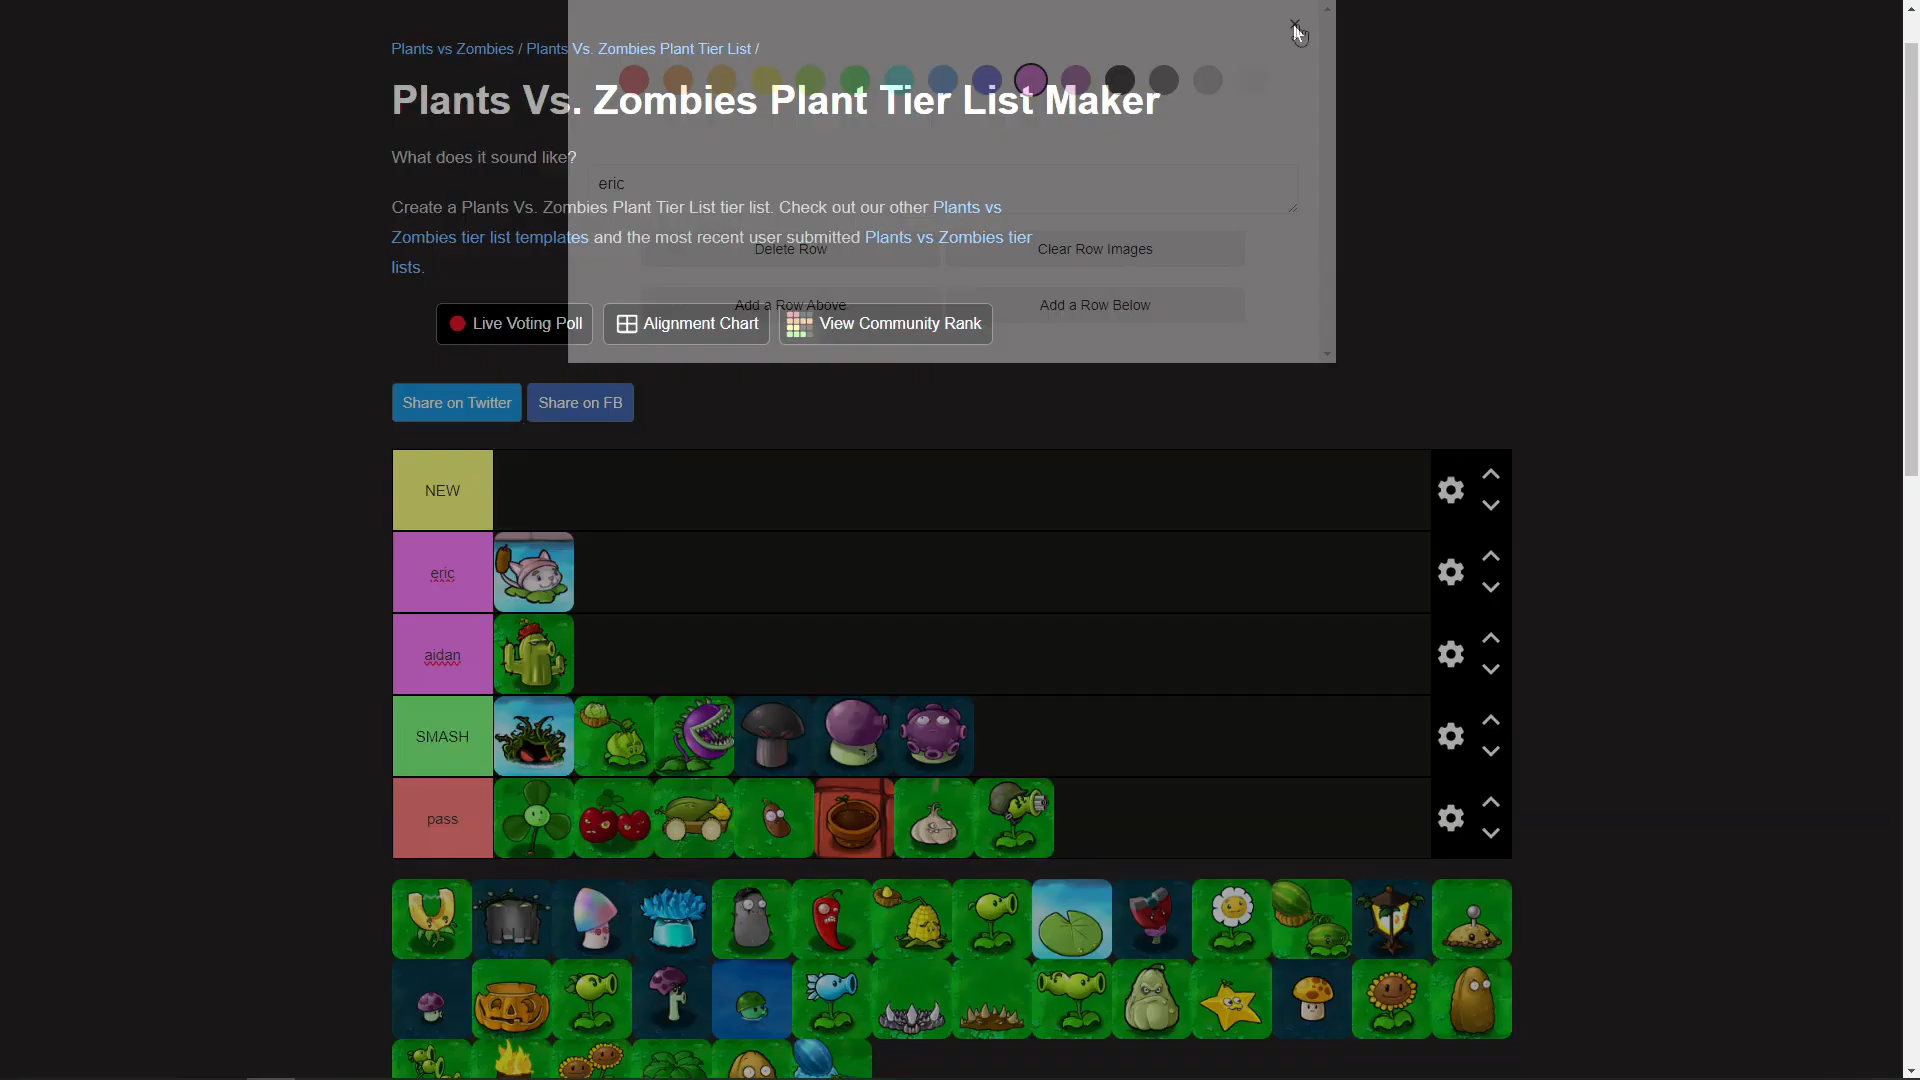 Plants vs Zombies / Plants Vs. Zombies Plant Tier List /
Plants Vs. Zombies Plant Tier List Maker
What does it sound like?
eric
Create a Plants Vs. Zombies Plant Tier List tier list. Check out our other Plants vs
Zombies tier list templates and the most recent user submitted Plants vs Zombies tier
lists.
Delete Row
Clear Row Images
Add a Row Above
Add a Row Below
Live Voting Poll
Alignment Chart
View Community Rank
Share on Twitter
Share on FB
NEW
eric
aidan
SMASH
pass